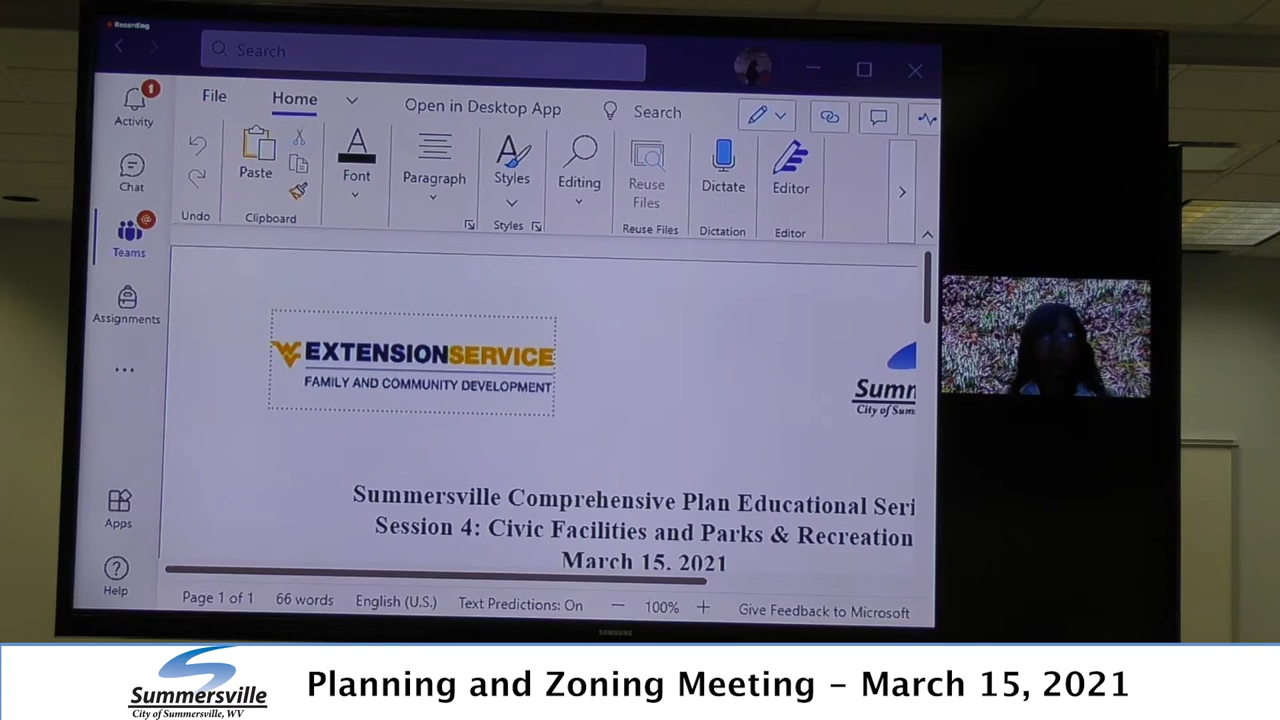 Recording
Search
File
Home
Open in Desktop App
Search
1
Activity
Chat
@
Teams
Assignments
Apps
Help
Undo
Paste
Clipboard
A
Font
Paragraph
A
Styles
Styles
Editing
Reuse
Files
Reuse Files
Dictate
Dictation
Editor
Editor
EXTENSIONSERVICE
FAMILY AND COMMUNITY DEVELOPMENT
Summ
City of Sum
Summersville Comprehensive Plan Educational Seri
Session 4: Civic Facilities and Parks & Recreation
March 15, 2021
Page 1 of 1
66 words
English (U.S.)
Text Predictions: On
100%
Give Feedback to Microsoft
SAMSUNG
Summersville
City of Summersville, WV
Planning and Zoning Meeting – March 15, 2021